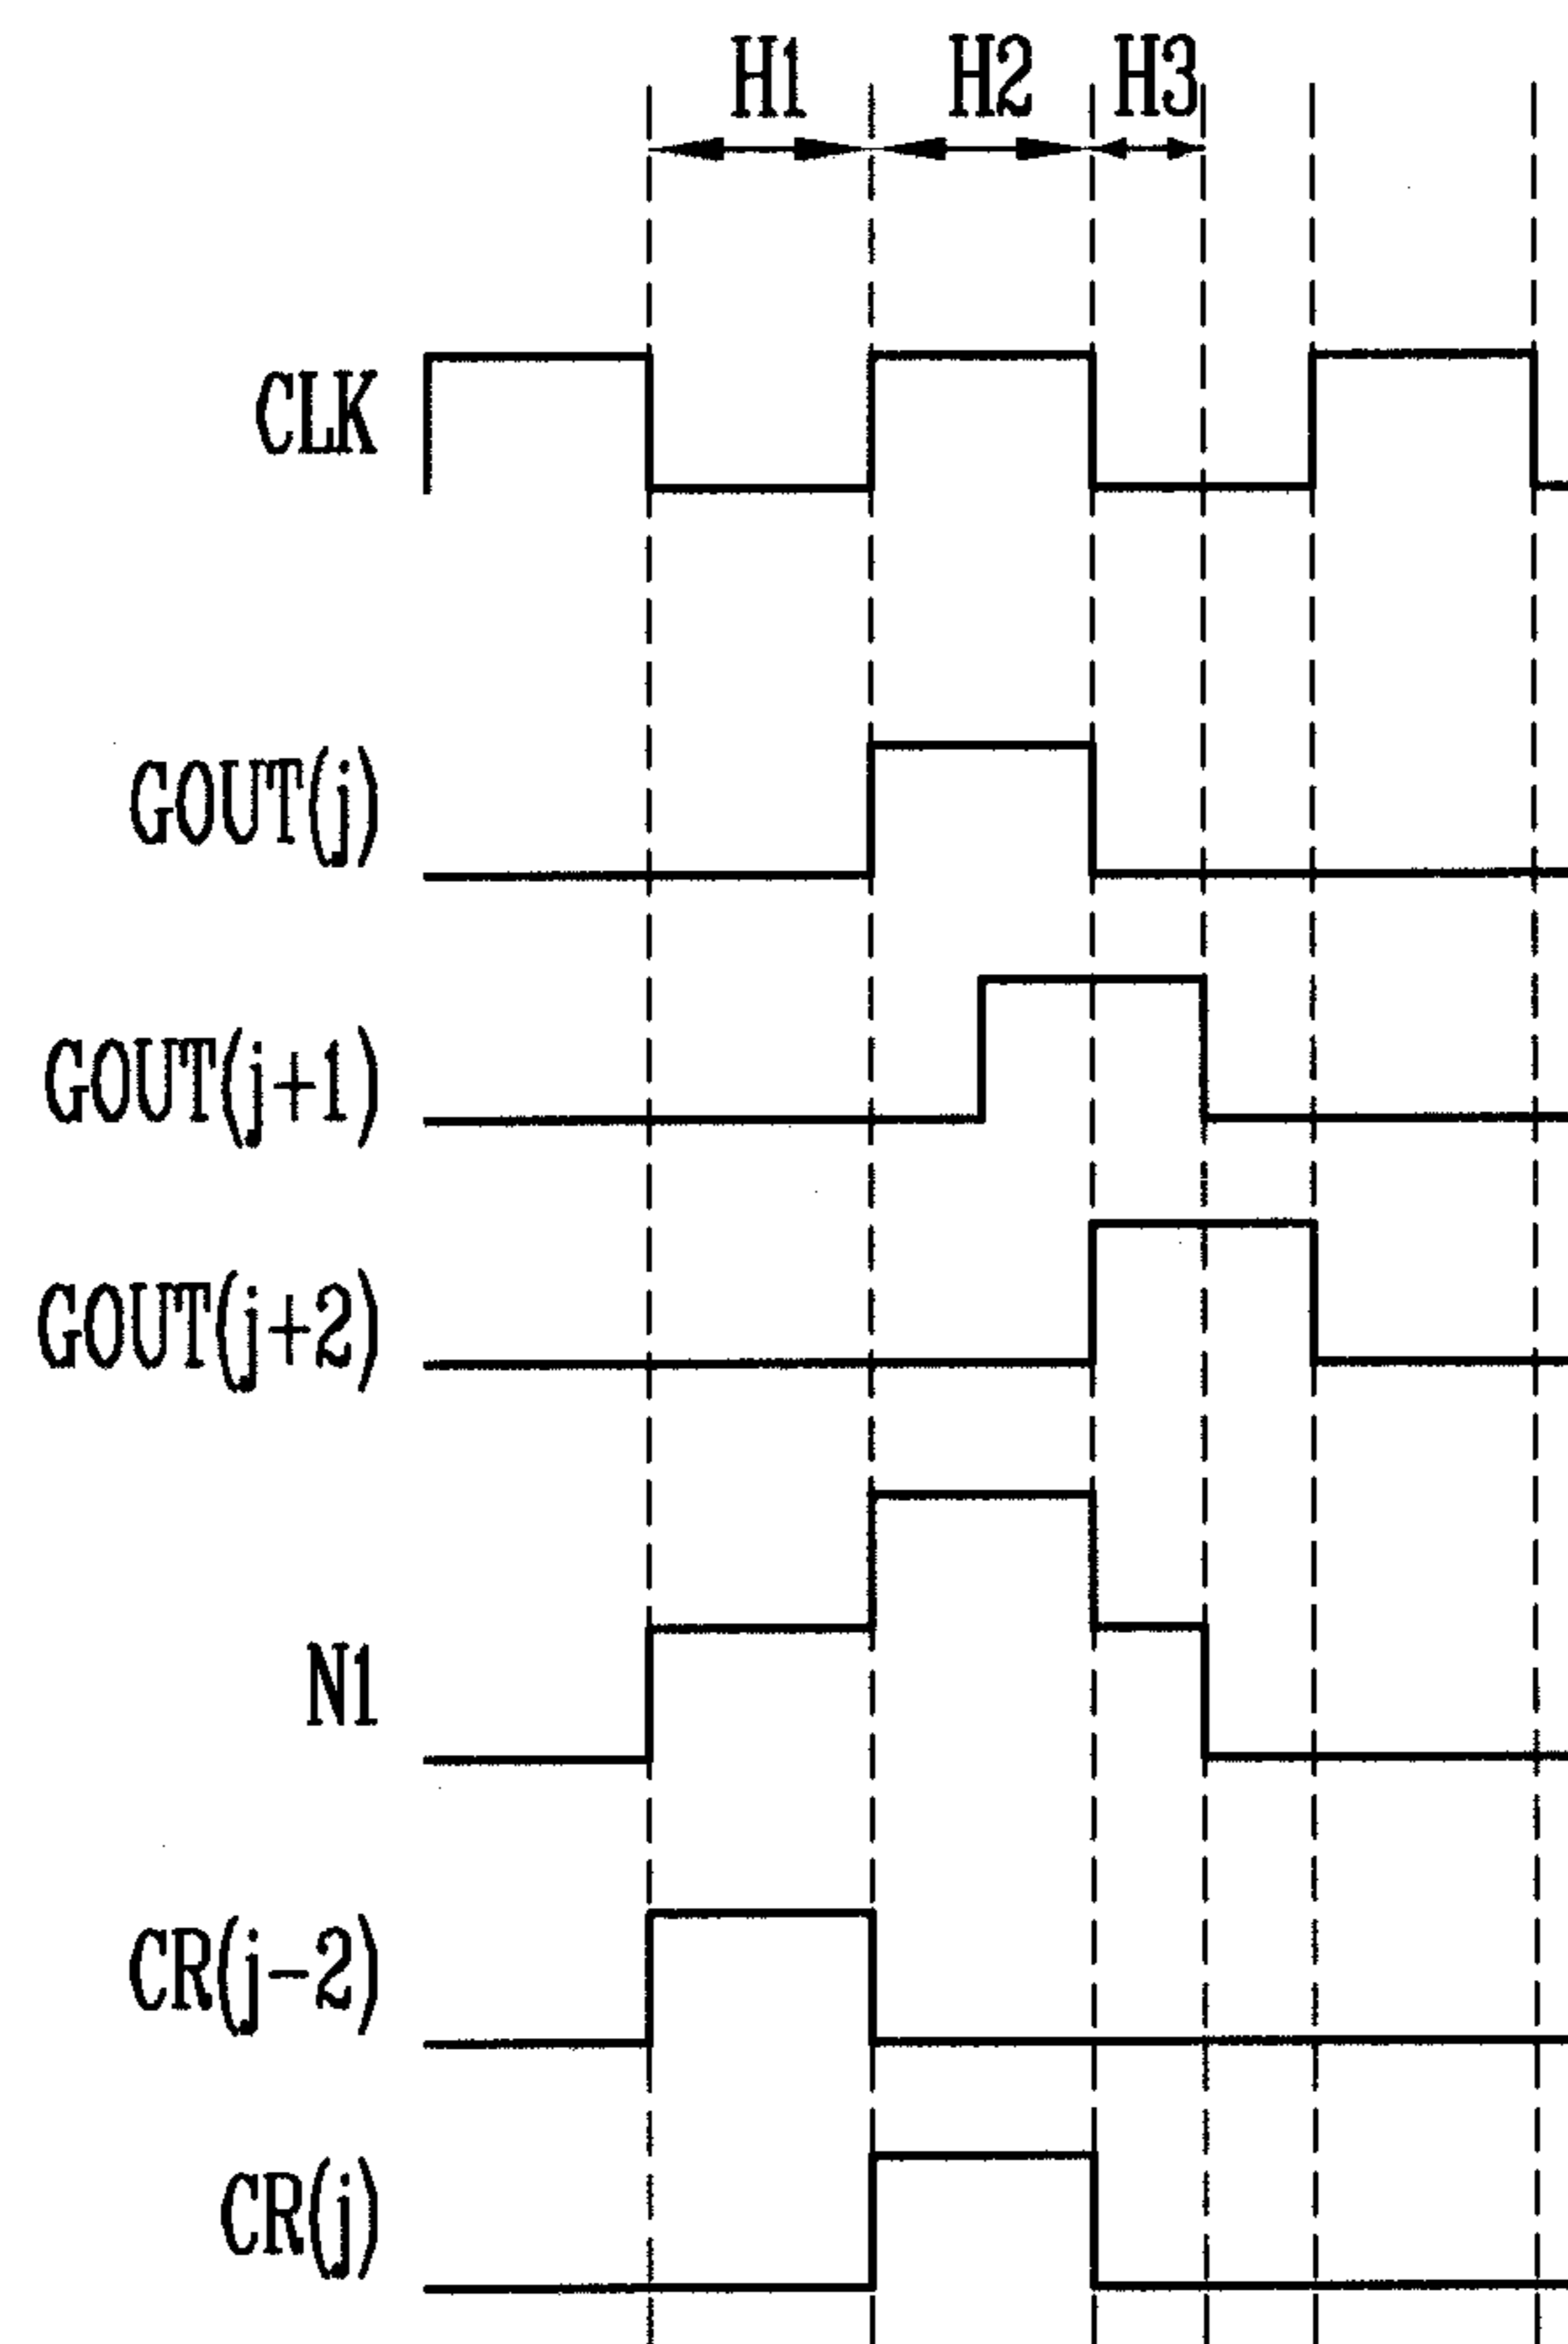 H1 H2 H3
CLK
GOUT(j)
GOUT(j+1)
GOUT(j+2)
N1
CR(j-2)
CR(j)